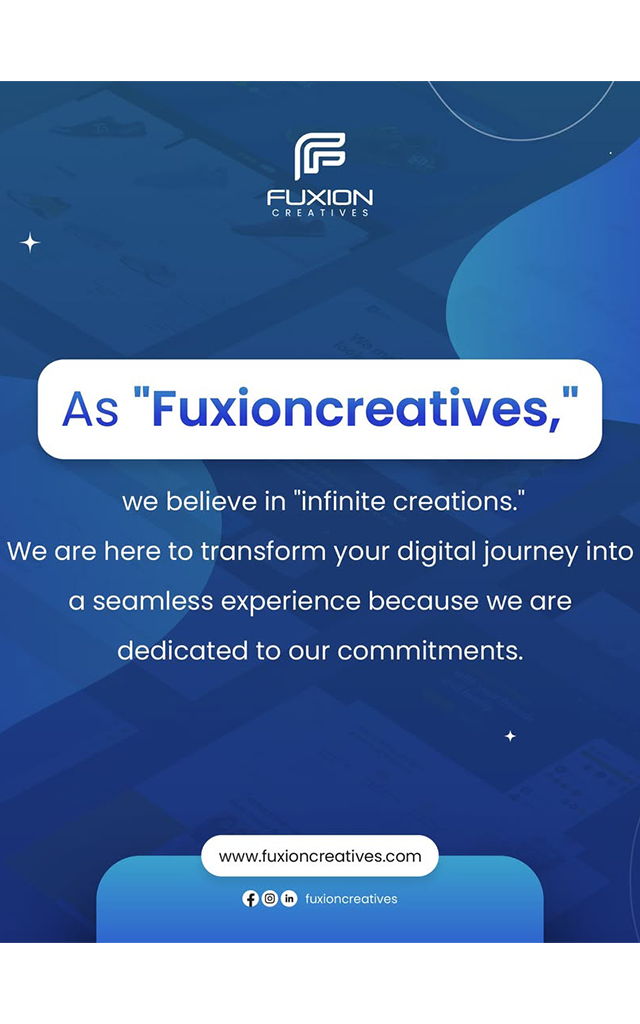 FUXION
CREATIVES
As "Fuxioncreatives,"
we believe in "infinite creations."
We are here to transform your digital journey into
a seamless experience because we are
dedicated to our commitments.
www.fuxioncreatives.com
fuxioncreatives